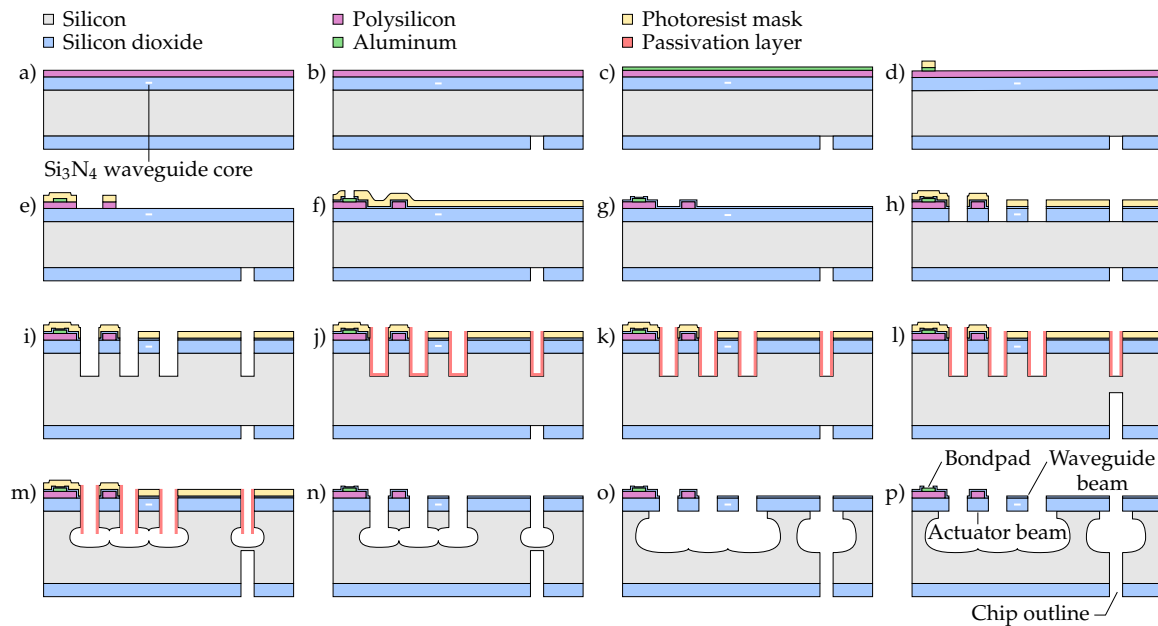 Silicon
Polysilicon
Photoresist mask
Silicon dioxide
Aluminum
Passivation layer
a)
b)
c)
d)
Si₃N₄ waveguide core
e)
f)
g)
h)
i)
j)
k)
l)
m)
n)
o)
p)
Bondpad
Waveguide
beam
Actuator beam
Chip outline